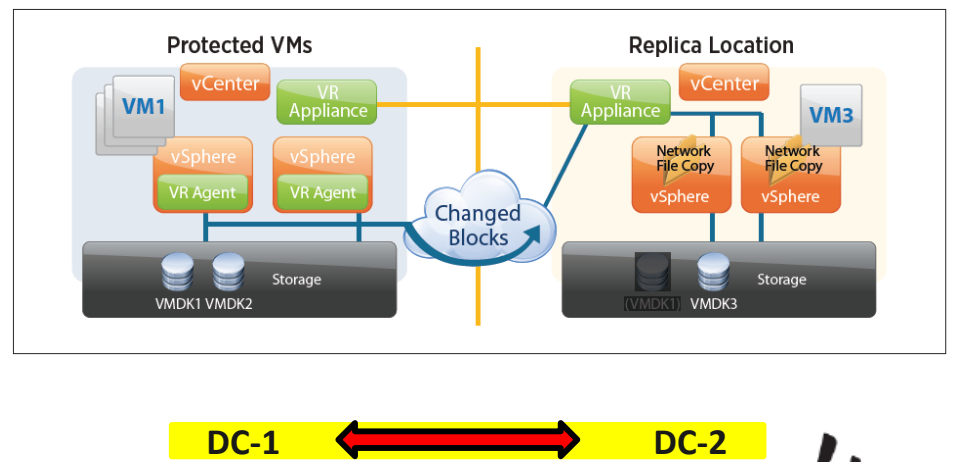 Protected VMs
Replica Location
vCenter
VM1
VR
Appliance
vSphere
VR Agent
vSphere
VR Agent
Changed
Blocks
Storage
VMDK1 VMDK2
VR
Appliance
vCenter
VM3
Network
File Copy
vSphere
Network
File Copy
vSphere
Storage
(VMDK1)
VMDK3
DC-1
DC-2